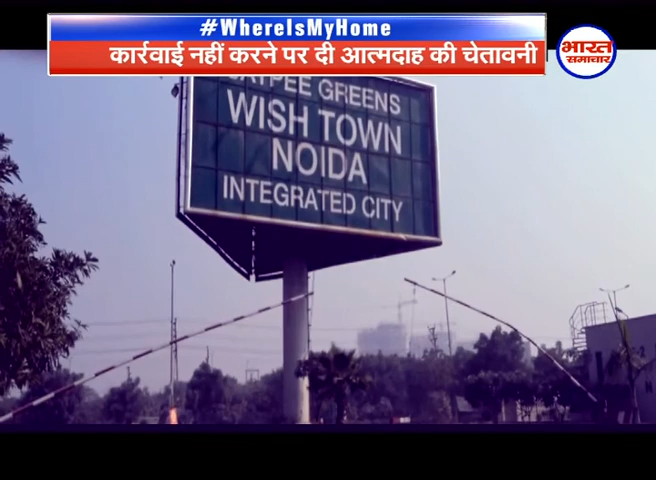 #WhereIsMyHome
कार्रवाई नहीं करने पर दी आत्मदाह की चेतावनी
भारत
समाचार
GREENS
WISH TOWN
NOIDA
INTEGRATED CITY